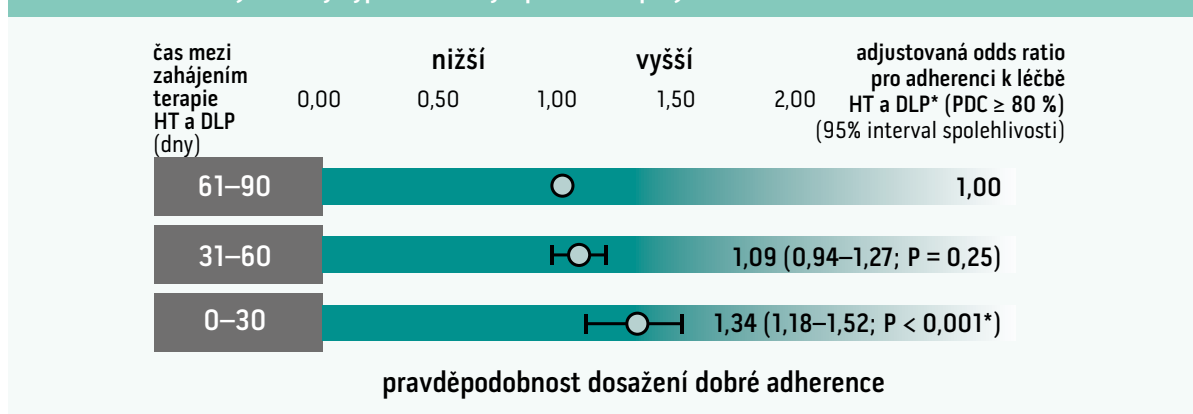 čas mezi
zahájením
terapie
HT a DLP
(dny)
nižší
vyšší
0,00 0,50 1,00 1,50 2,00
adjustovaná odds ratio
pro adherenci k léčbě
HT a DLP* (PDC ≥ 80 %)
(95% interval spolehlivosti)
61–90 1,00
31–60 1,09 (0,94–1,27; P = 0,25)
0–30 1,34 (1,18–1,52; P < 0,001*)
pravděpodobnost dosažení dobré adherence